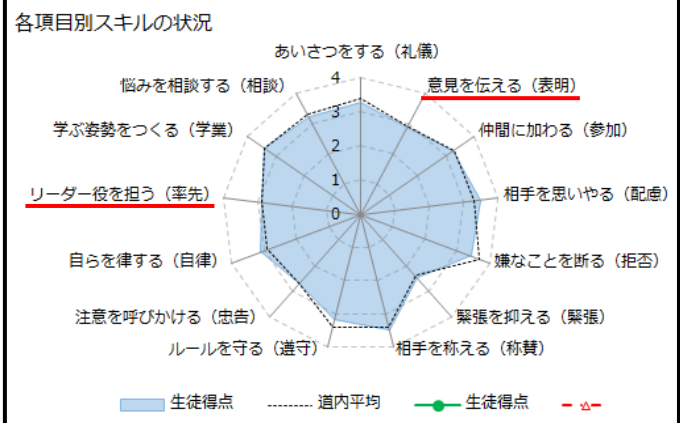 各項目別スキルの状況
あいさつをする（礼儀）
悩みを相談する（相談）
意見を伝える（表明）
学ぶ姿勢をつくる（学業）
仲間に加わる（参加）
リーダー役を担う（率先）
相手を思いやる（配慮）
自らを律する（自律）
嫌なことを断る（拒否）
注意を呼びかける（忠告）
緊張を抑える（緊張）
ルールを守る（遵守）
相手を称える（称賛）
4
3
2
1
0
生徒得点
道内平均
生徒得点